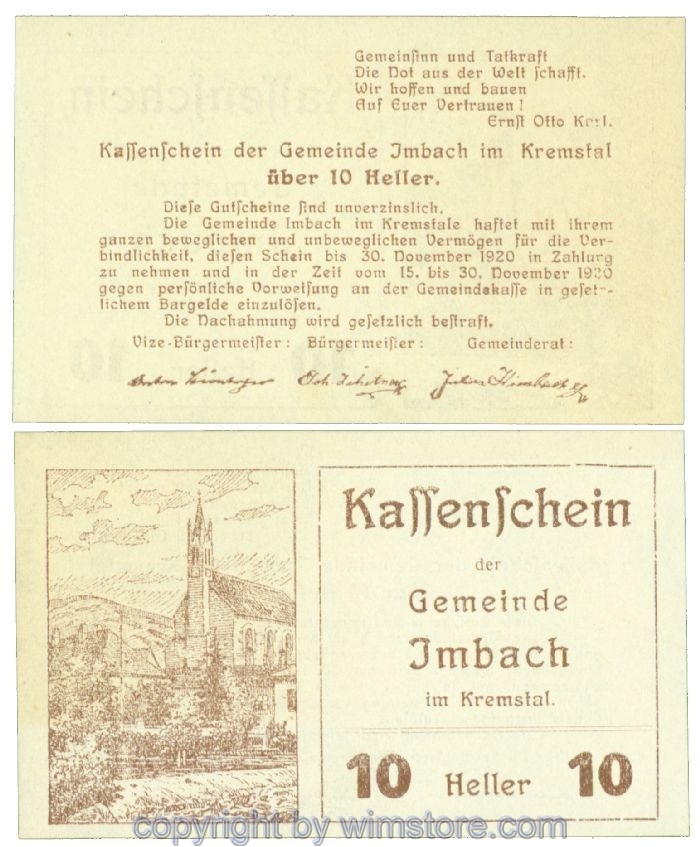 Gemeinſinn und Tatkraft
Die Not aus der Welt ſchafft.
Wir hoffen und bauen
Auf Euer Vertrauen!
Ernſt Otto
Kaſſenſchein der Gemeinde Imbach im Kremstal
über 10 Heller.
Dieſe Gutſcheine ſind unverzinslich.
Die Gemeinde Imbach im Kremstale haftet mit ihrem
ganzen beweglichen und unbeweglichen Vermögen für die Ver-
bindlichkeit, dieſen Schein bis 30. November 1920 in Zahlung
zu nehmen und in der Zeit vom 15. bis 30. November 1920
gegen perſönliche Vorweiſung an der Gemeindekaſſe in geſetz-
lichem Bargelde einzulöſen.
Die Nachahmung wird geſetzlich beſtraft.
Vize-Bürgermeiſter: Bürgermeiſter: Gemeinderat:
Kaſſenſchein
der
Gemeinde
Imbach
im Kremstal.
10 Heller 10
copyright by wimstore.com